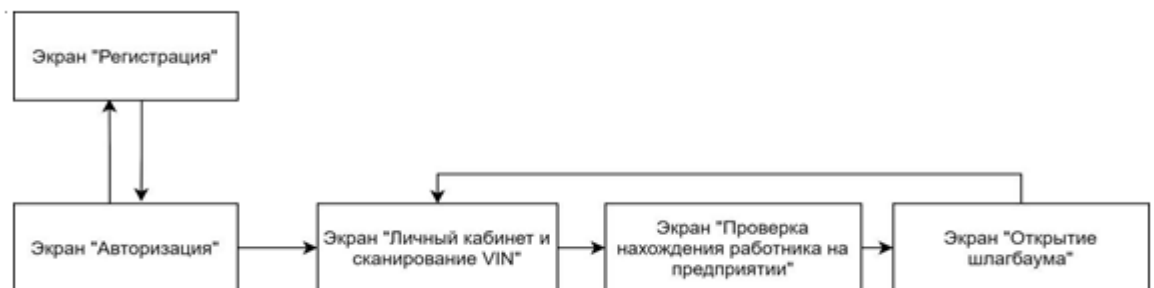 Экран "Регистрация"
Экран "Авторизация"
Экран "Личный кабинет и
сканирование VIN"
Экран "Проверка
нахождения работника на
предприятии"
Экран "Открытие
шлагбаума"